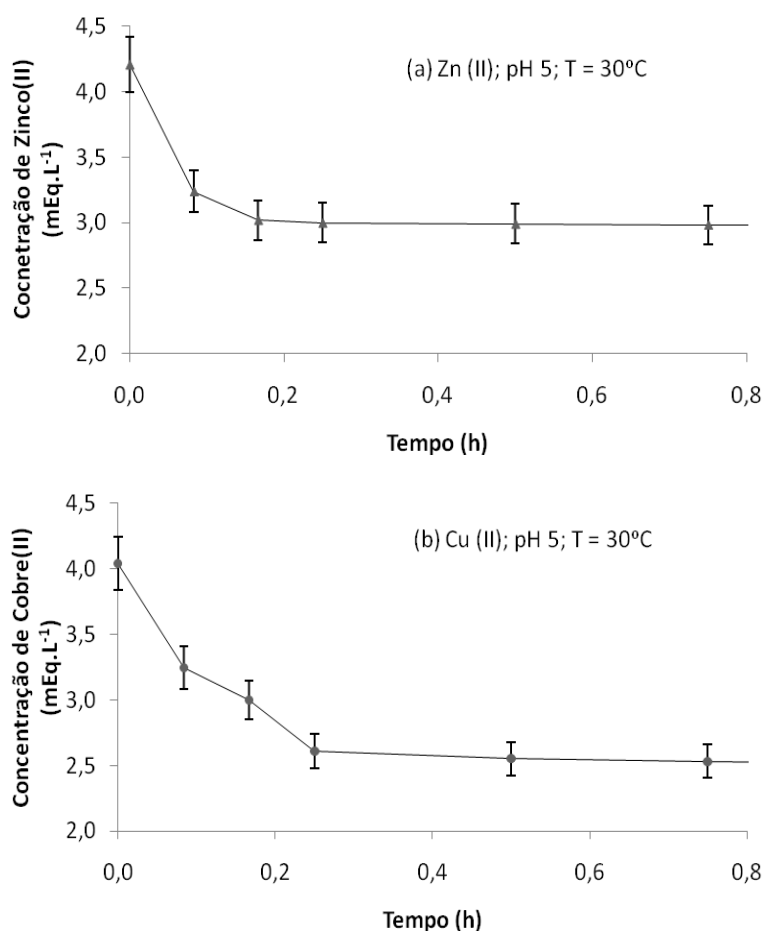 Cocnetração de Zinco(II)
(mEq.L⁻¹)
4,5
4,0
3,5
3,0
2,5
2,0
(a) Zn (II); pH 5; T = 30ºC
0,0 0,2 0,4 0,6 0,8
Tempo (h)
Concentração de Cobre(II)
(mEq.L⁻¹)
4,5
4,0
3,5
3,0
2,5
2,0
(b) Cu (II); pH 5; T = 30ºC
0,0 0,2 0,4 0,6 0,8
Tempo (h)